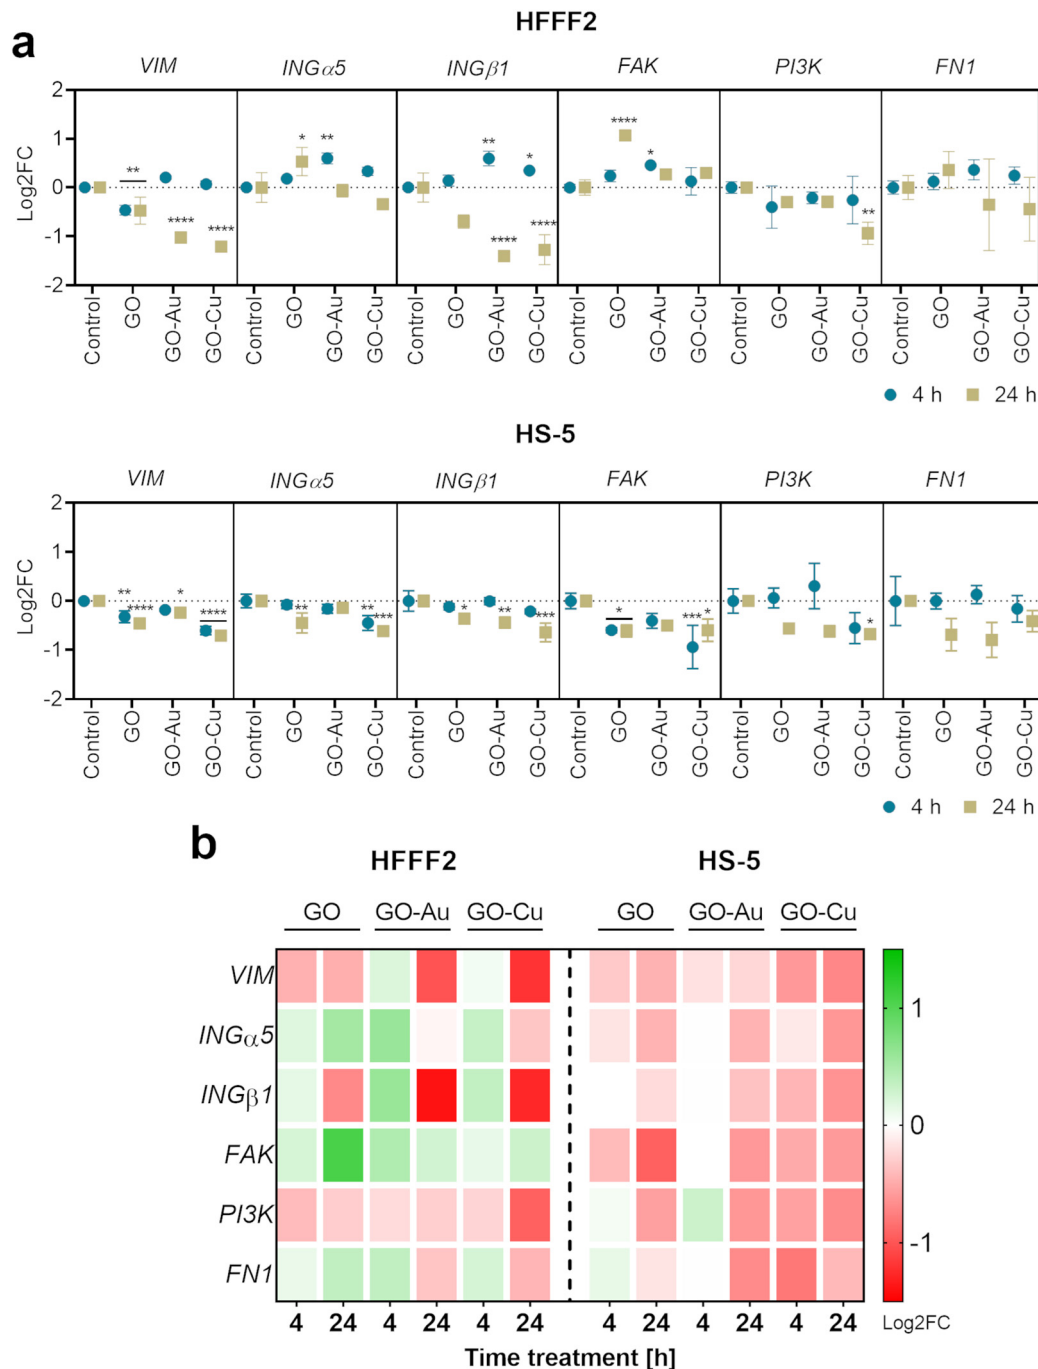 HFFF2
a
VIM INGα5 INGβ1 FAK PI3K FN1
2
1
0
-1
-2
Log2FC
** * ** ** * **** * **
**** **** **** ****
Control GO GO-Au GO-Cu Control GO GO-Au GO-Cu Control GO GO-Au GO-Cu Control GO GO-Au GO-Cu Control GO GO-Au GO-Cu Control GO GO-Au GO-Cu
4 h 24 h
HS-5
VIM INGα5 INGβ1 FAK PI3K FN1
2
1
0
-1
-2
Log2FC
** **** * **** ** ** *** * ** *** * *** * *
Control GO GO-Au GO-Cu Control GO GO-Au GO-Cu Control GO GO-Au GO-Cu Control GO GO-Au GO-Cu Control GO GO-Au GO-Cu Control GO GO-Au GO-Cu
4 h 24 h
b
HFFF2 HS-5
GO GO-Au GO-Cu GO GO-Au GO-Cu
VIM
INGα5
INGβ1
FAK
PI3K
FN1
1
0
-1
Log2FC
4 24 4 24 4 24 4 24 4 24 4 24
Time treatment [h]